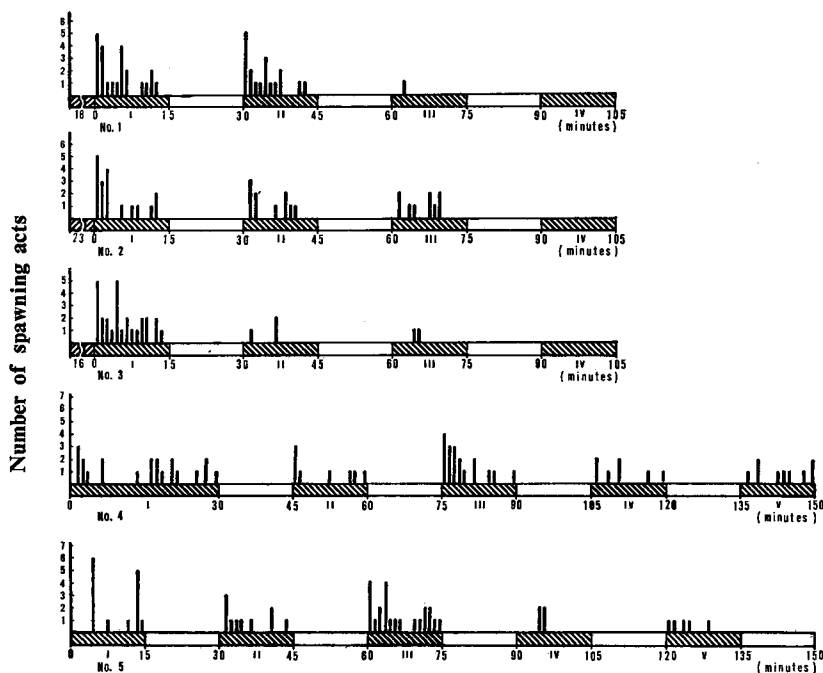 Number of spawning acts
6
5
4
3
2
1
18 0 I 15 30 II 45 60 III 75 90 IV 105
No. 1 (minutes)
6
5
4
3
2
1
23 0 I 15 30 II 45 60 III 75 90 IV 105
No. 2 (minutes)
5
4
3
2
1
16 0 I 15 30 II 45 60 III 75 90 IV 105
No. 3 (minutes)
7
6
5
4
3
2
1
0 I 30 45 II 60 75 III 90 105 IV 120 135 V 150
No. 4 (minutes)
7
6
5
4
3
2
1
0 I 15 30 II 45 60 III 75 90 IV 105 120 V 135 150
No. 5 (minutes)